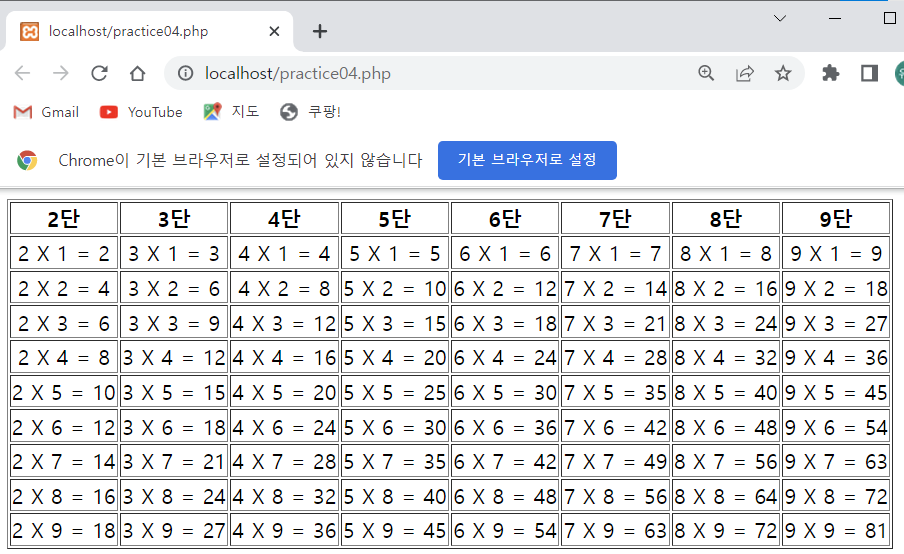 localhost/practice04.php
localhost/practice04.php
Gmail YouTube 지도 쿠팡!
Chrome이 기본 브라우저로 설정되어 있지 않습니다 기본 브라우저로 설정
2단 3단 4단 5단 6단 7단 8단 9단
2 X 1 = 2 3 X 1 = 3 4 X 1 = 4 5 X 1 = 5 6 X 1 = 6 7 X 1 = 7 8 X 1 = 8 9 X 1 = 9
2 X 2 = 4 3 X 2 = 6 4 X 2 = 8 5 X 2 = 10 6 X 2 = 12 7 X 2 = 14 8 X 2 = 16 9 X 2 = 18
2 X 3 = 6 3 X 3 = 9 4 X 3 = 12 5 X 3 = 15 6 X 3 = 18 7 X 3 = 21 8 X 3 = 24 9 X 3 = 27
2 X 4 = 8 3 X 4 = 12 4 X 4 = 16 5 X 4 = 20 6 X 4 = 24 7 X 4 = 28 8 X 4 = 32 9 X 4 = 36
2 X 5 = 10 3 X 5 = 15 4 X 5 = 20 5 X 5 = 25 6 X 5 = 30 7 X 5 = 35 8 X 5 = 40 9 X 5 = 45
2 X 6 = 12 3 X 6 = 18 4 X 6 = 24 5 X 6 = 30 6 X 6 = 36 7 X 6 = 42 8 X 6 = 48 9 X 6 = 54
2 X 7 = 14 3 X 7 = 21 4 X 7 = 28 5 X 7 = 35 6 X 7 = 42 7 X 7 = 49 8 X 7 = 56 9 X 7 = 63
2 X 8 = 16 3 X 8 = 24 4 X 8 = 32 5 X 8 = 40 6 X 8 = 48 7 X 8 = 56 8 X 8 = 64 9 X 8 = 72
2 X 9 = 18 3 X 9 = 27 4 X 9 = 36 5 X 9 = 45 6 X 9 = 54 7 X 9 = 63 8 X 9 = 72 9 X 9 = 81